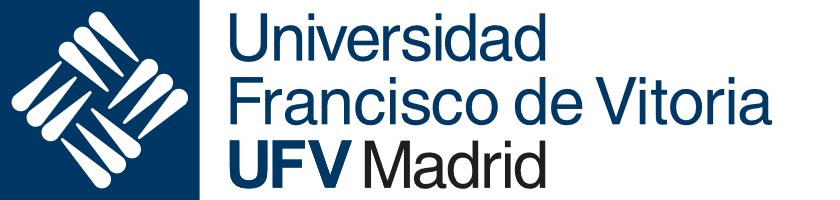 Universidad
Francisco de Vitoria
UFV Madrid